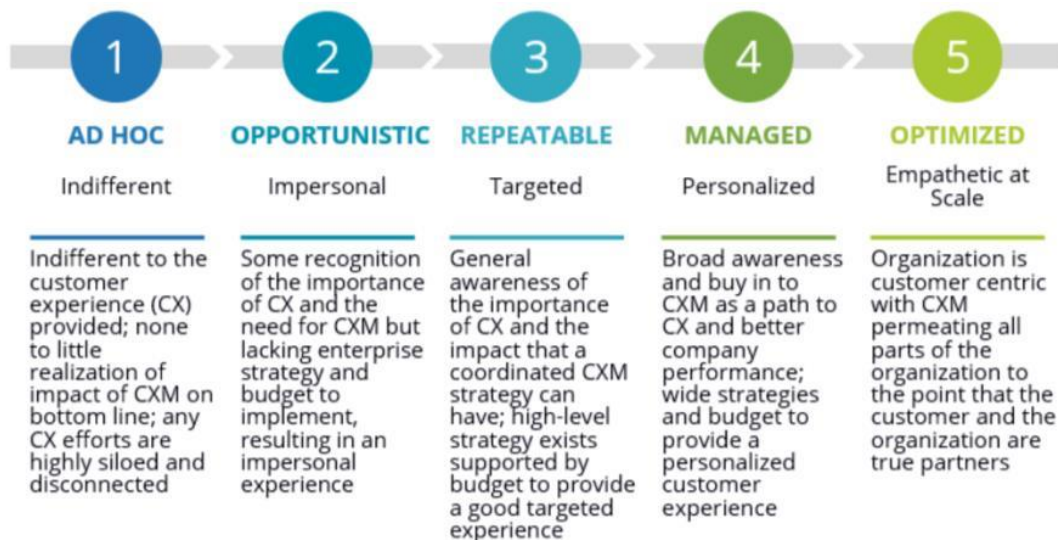 1 2 3 4 5
AD HOC
Indifferent
Indifferent to the
customer
experience (CX)
provided; none
to little
realization of
impact of CXM on
bottom line; any
CX efforts are
highly siloed and
disconnected
OPPORTUNISTIC
Impersonal
Some recognition
of the importance
of CX and the
need for CXM but
lacking enterprise
strategy and
budget to
implement,
resulting in an
impersonal
experience
REPEATABLE
Targeted
General
awareness of
the importance
of CX and the
impact that a
coordinated CXM
strategy can
have; high-level
strategy exists
supported by
budget to provide
a good targeted
experience
MANAGED
Personalized
Broad awareness
and buy in to
CXM as a path to
CX and better
company
performance;
wide strategies
and budget to
provide a
personalized
customer
experience
OPTIMIZED
Empathetic at
Scale
Organization is
customer centric
with CXM
permeating all
parts of the
organization to
the point that the
customer and the
organization are
true partners